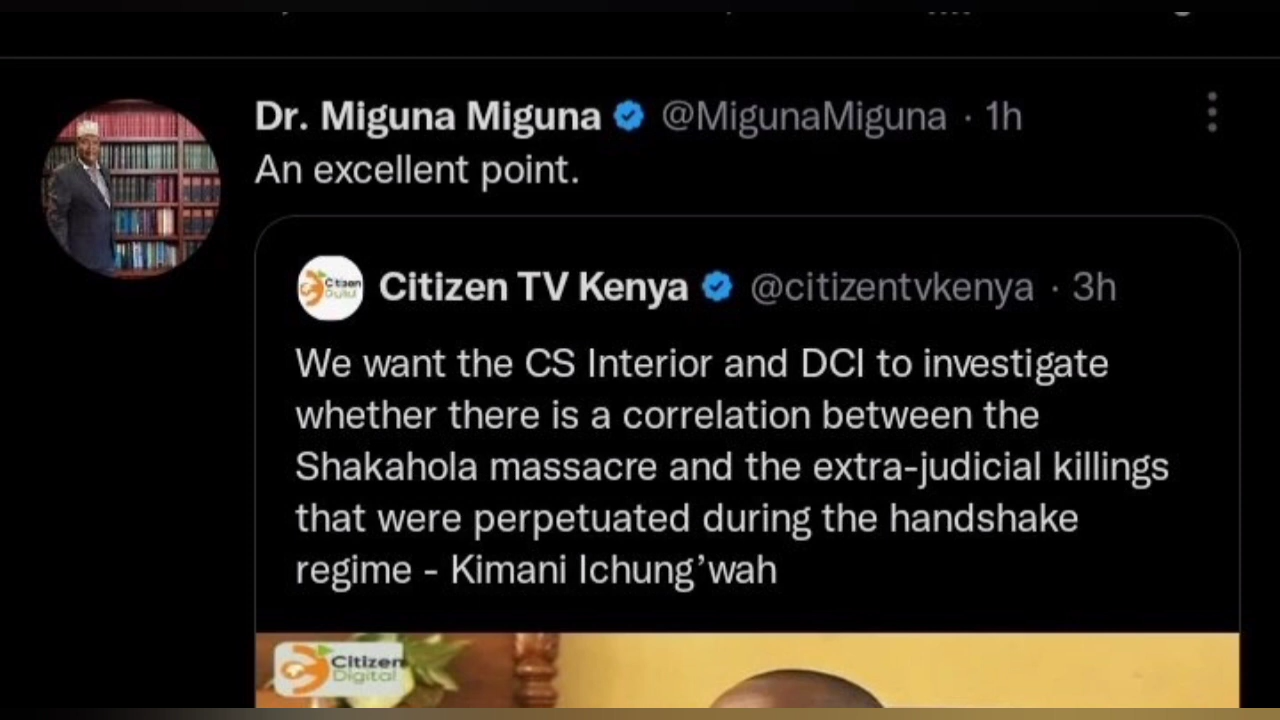 Dr. Miguna Miguna @MigunaMiguna · 1h
An excellent point.
Citizen Digital
Citizen TV Kenya @citizentvkenya · 3h
We want the CS Interior and DCI to investigate
whether there is a correlation between the
Shakahola massacre and the extra-judicial killings
that were perpetuated during the handshake
regime - Kimani Ichung’wah
Citizen
Digital